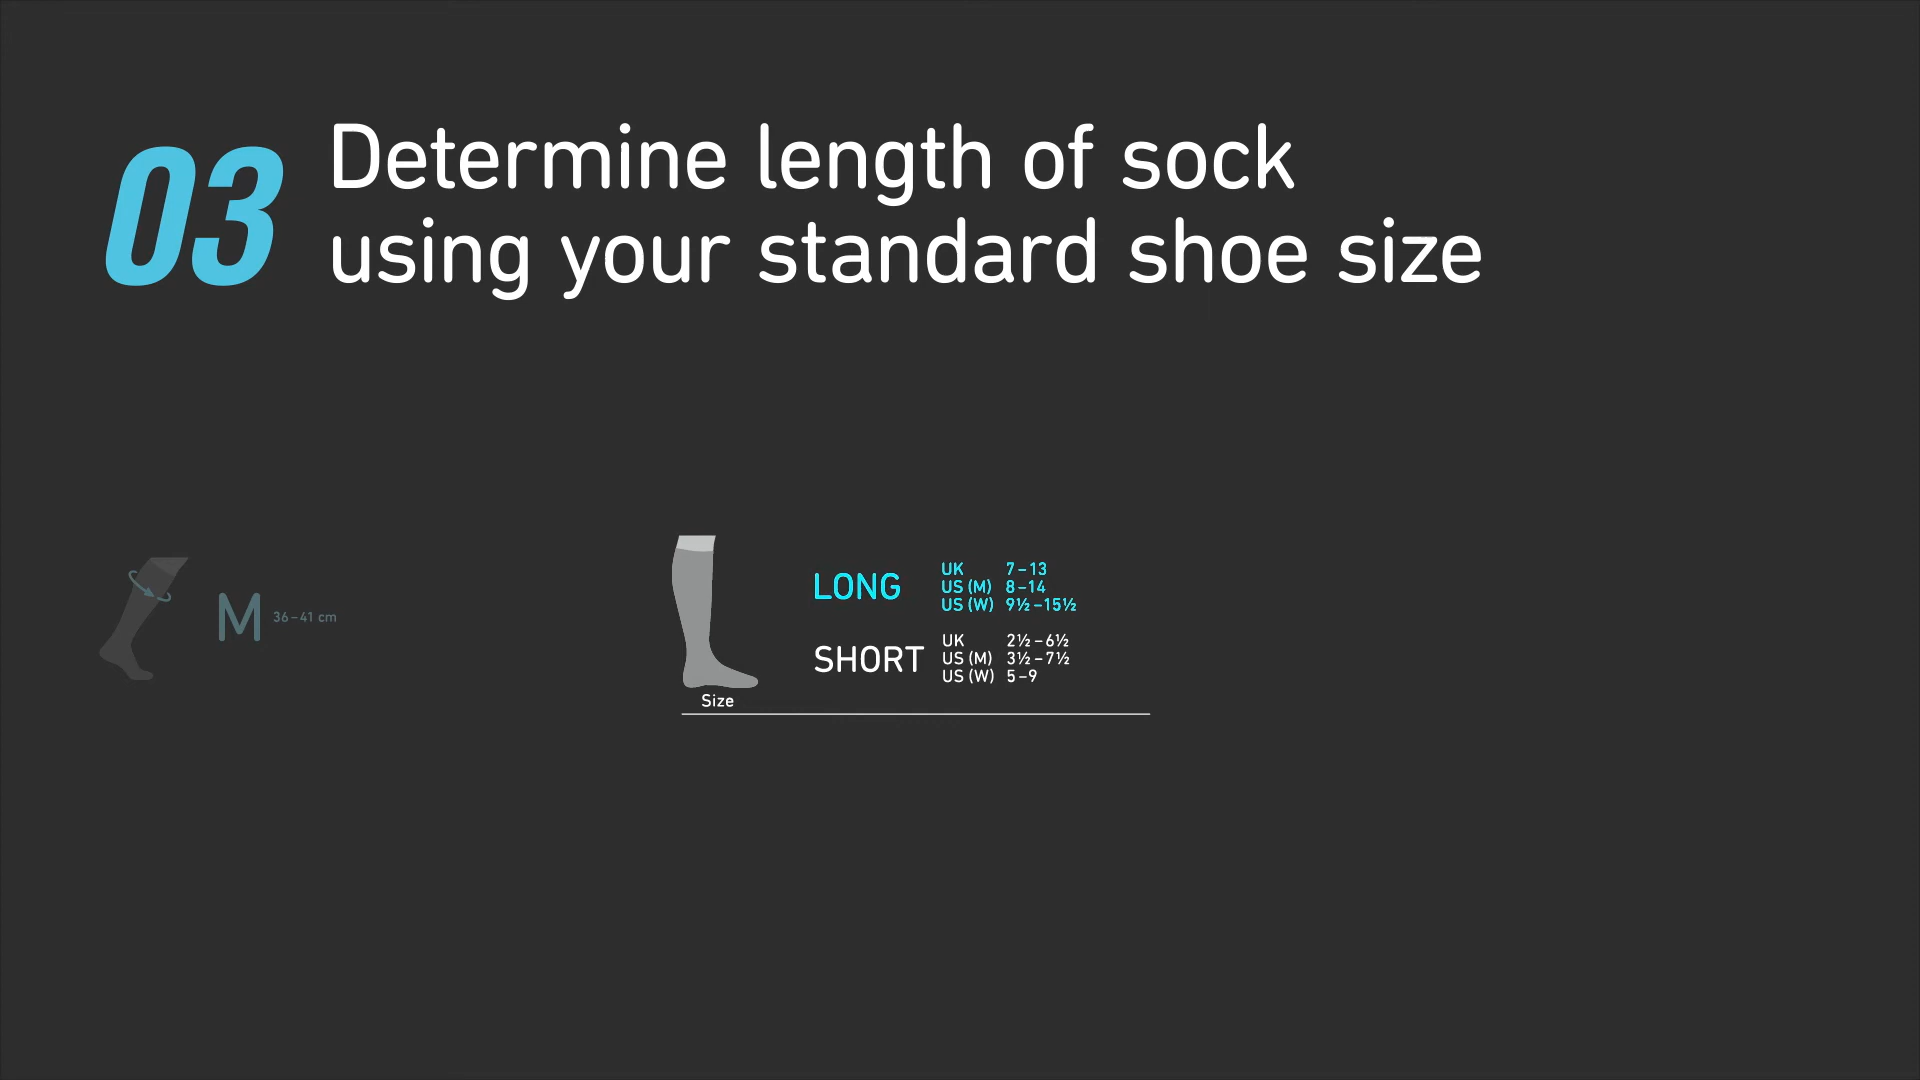 03
Determine length of sock
using your standard shoe size
M 36–41 cm
LONG
UK 7–13
US (M) 8–14
US (W) 9½–15½
SHORT
UK 2½–6½
US (M) 3½–7½
US (W) 5–9
Size